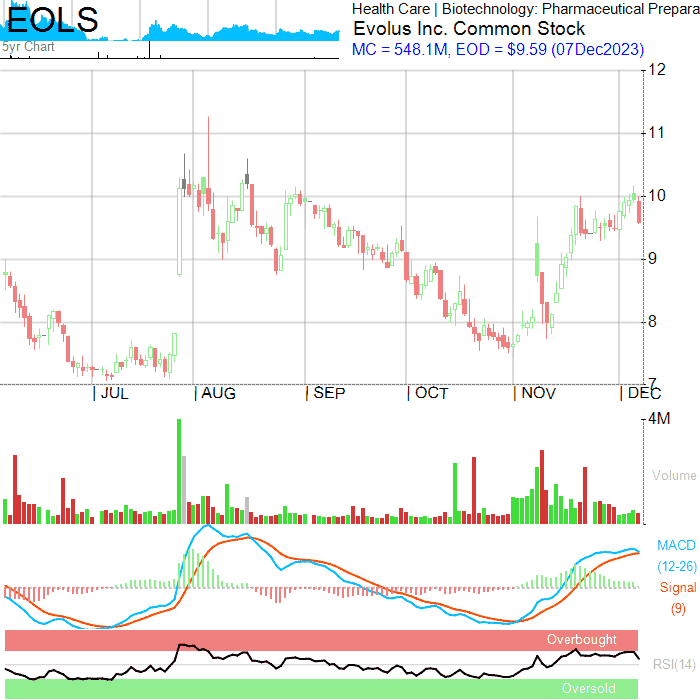 EOLS
5yr Chart
Health Care | Biotechnology: Pharmaceutical Prepara
Evolus Inc. Common Stock
MC = 548.1M, EOD = $9.59 (07Dec2023)
12
11
10
9
8
7
| JUL | AUG | SEP | OCT | NOV | DEC
4M
Volume
MACD
(12-26)
Signal
(9)
Overbought
RSI(14)
Oversold